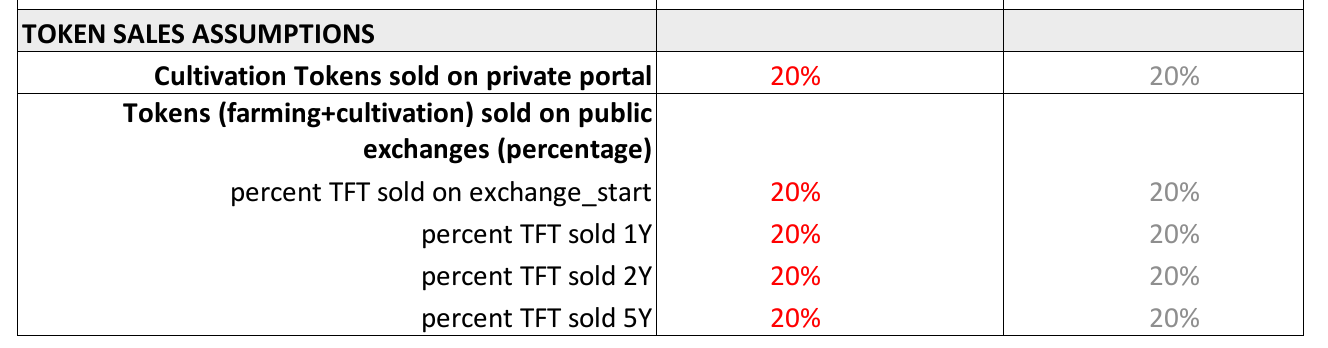 TOKEN SALES ASSUMPTIONS
Cultivation Tokens sold on private portal 20% 20%
Tokens (farming+cultivation) sold on public
exchanges (percentage)
percent TFT sold on exchange_start 20% 20%
percent TFT sold 1Y 20% 20%
percent TFT sold 2Y 20% 20%
percent TFT sold 5Y 20% 20%